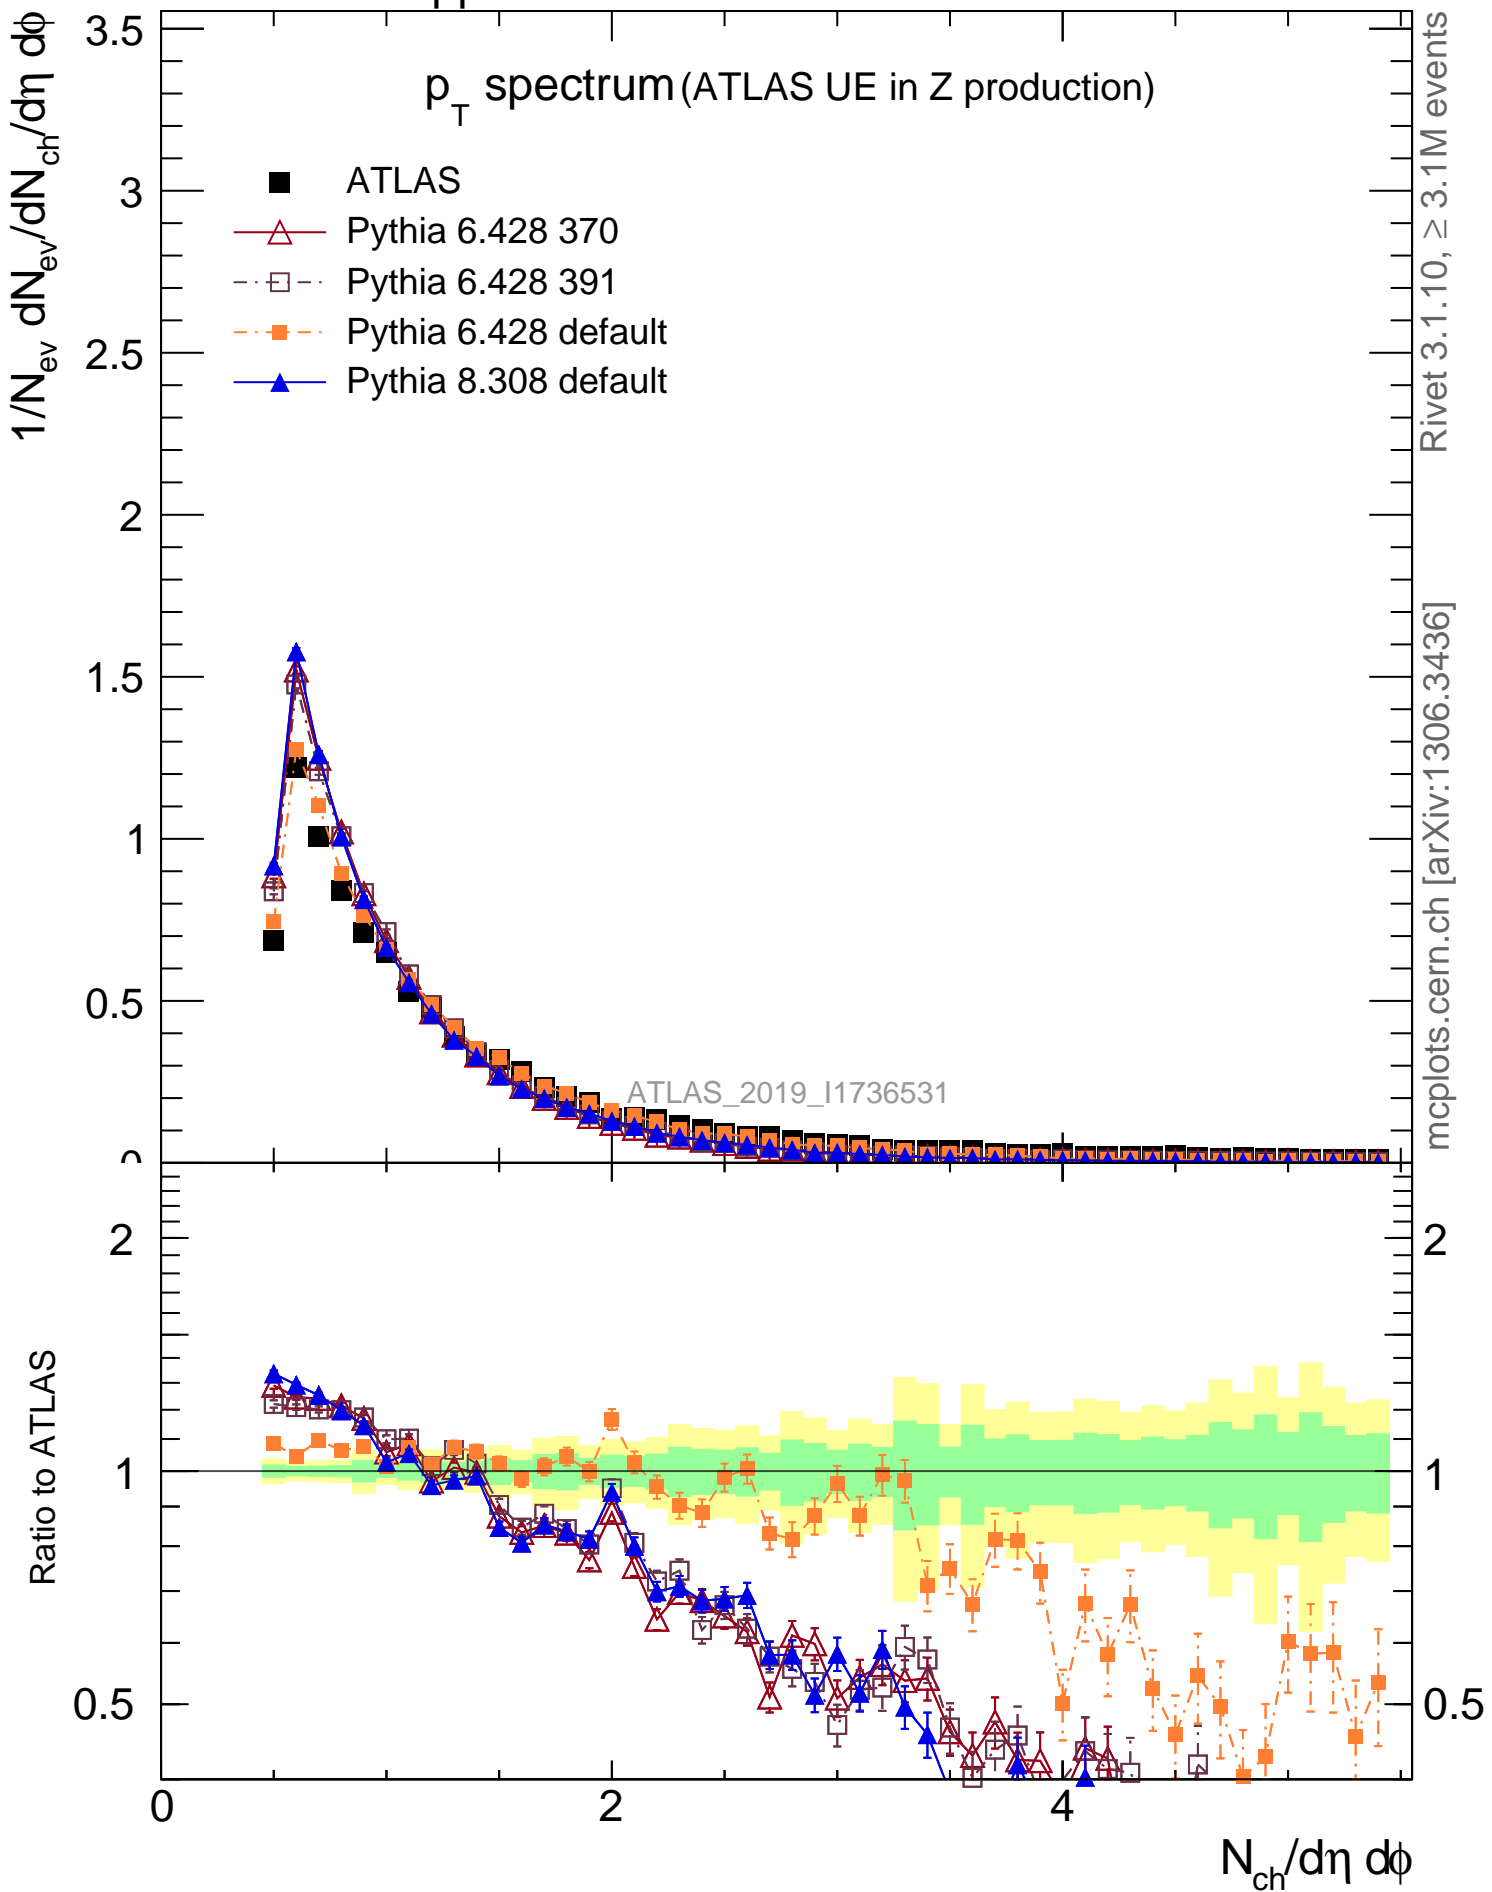 1/N_ev dN_ev/dN_ch/dη dϕ
p_T spectrum (ATLAS UE in Z production)
ATLAS
Pythia 6.428 370
Pythia 6.428 391
Pythia 6.428 default
Pythia 8.308 default
3.5
3
2.5
2
1.5
1
0.5
0
ATLAS_2019_I1736531
Rivet 3.1.10, ≥ 3.1M events
mcplots.cern.ch [arXiv:1306.3436]
Ratio to ATLAS
2
1
0.5
2
1
0.5
0
2
4
N_ch/dη dϕ